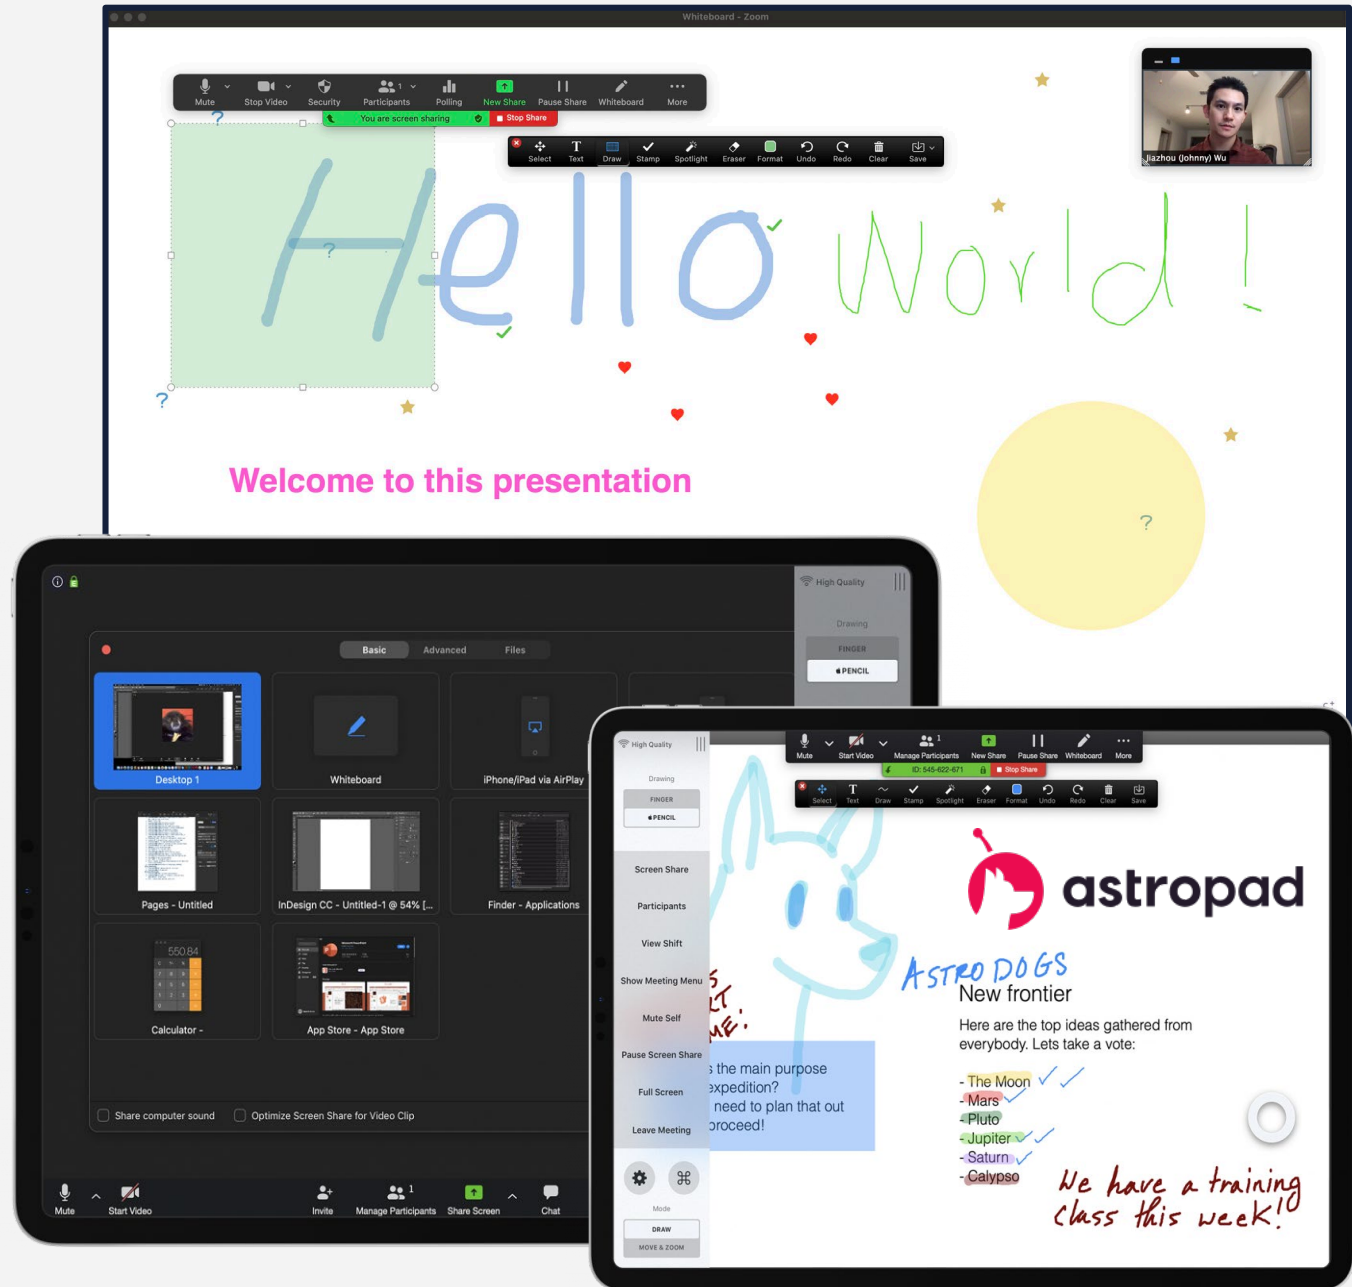 Whiteboard - Zoom
Mute Stop Video Security Participants 1 Polling New Share Pause Share Whiteboard More
You are screen sharing Stop Share
Select Text Draw Stamp Spotlight Eraser Format Undo Redo Clear Save
Jiazhou (Johnny) Wu
Hello World!
Welcome to this presentation
High Quality
Drawing
FINGER
PENCIL
Basic Advanced Files
Desktop 1
Whiteboard
iPhone/iPad via AirPlay
Pages - Untitled
InDesign CC - Untitled-1 @ 54% [...
Finder - Applications
550.84
Calculator -
App Store - App Store
Share computer sound
Optimize Screen Share for Video Clip
Mute Start Video Invite Manage Participants 1 Share Screen Chat
High Quality
Drawing
FINGER
PENCIL
Screen Share
Participants
View Shift
Show Meeting Menu
Mute Self
Pause Screen Share
Full Screen
Leave Meeting
Mode
DRAW
MOVE & ZOOM
Mute Start Video Manage Participants 1 New Share Pause Share Whiteboard More
ID: 545-622-671 Stop Share
Select Text Draw Stamp Spotlight Eraser Format Undo Redo Clear Save
astropad
ASTRO DOGS
New frontier
Here are the top ideas gathered from
everybody. Lets take a vote:
- The Moon
- Mars
- Pluto
- Jupiter
- Saturn
- Calypso
We have a training
class this week!
the main purpose
expedition?
need to plan that out
proceed!